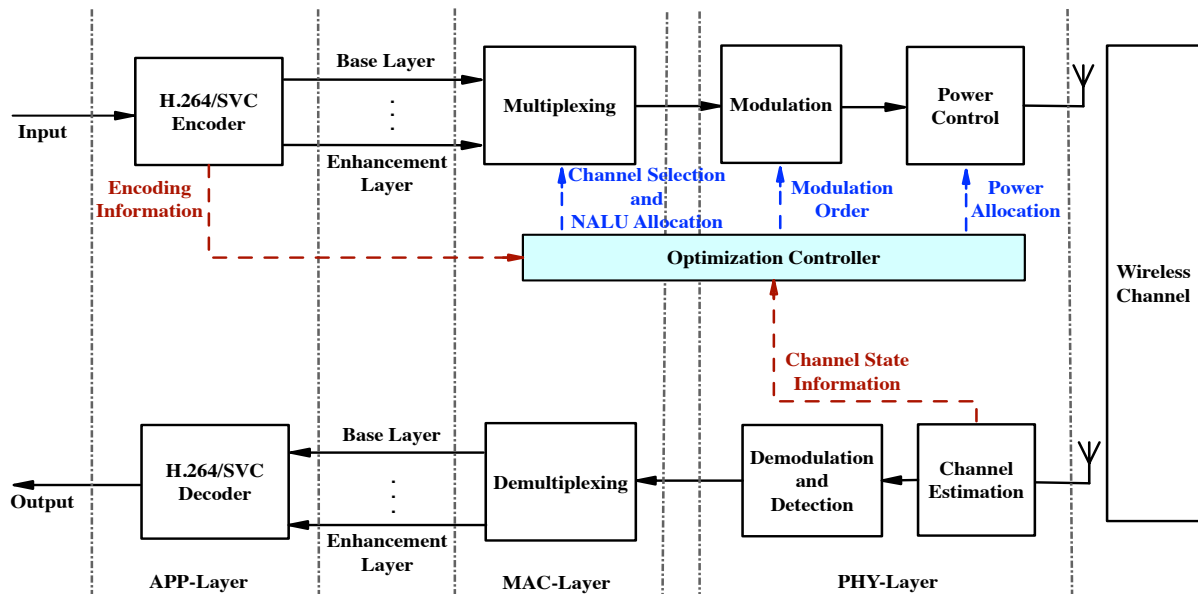 Input
H.264/SVC
Encoder
Base Layer
Enhancement
Layer
Multiplexing
Modulation
Power
Control
Wireless
Channel
Encoding
Information
Channel Selection
and
NALU Allocation
Modulation
Order
Power
Allocation
Optimization Controller
Channel State
Information
Output
H.264/SVC
Decoder
Base Layer
Enhancement
Layer
Demultiplexing
Demodulation
and
Detection
Channel
Estimation
APP-Layer
MAC-Layer
PHY-Layer